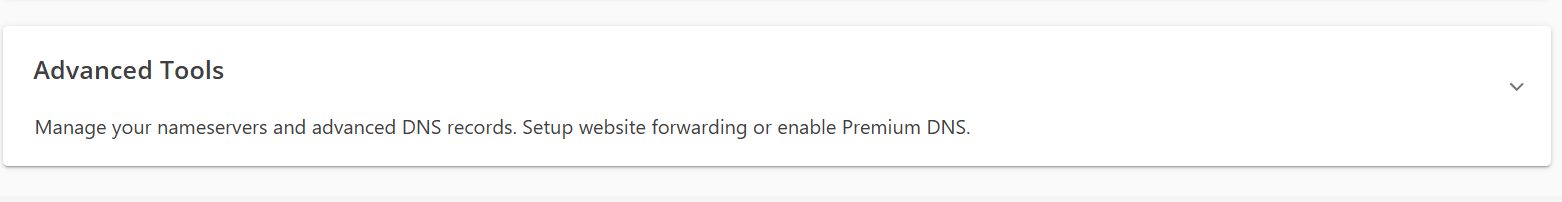 Advanced Tools
Manage your nameservers and advanced DNS records. Setup website forwarding or enable Premium DNS.